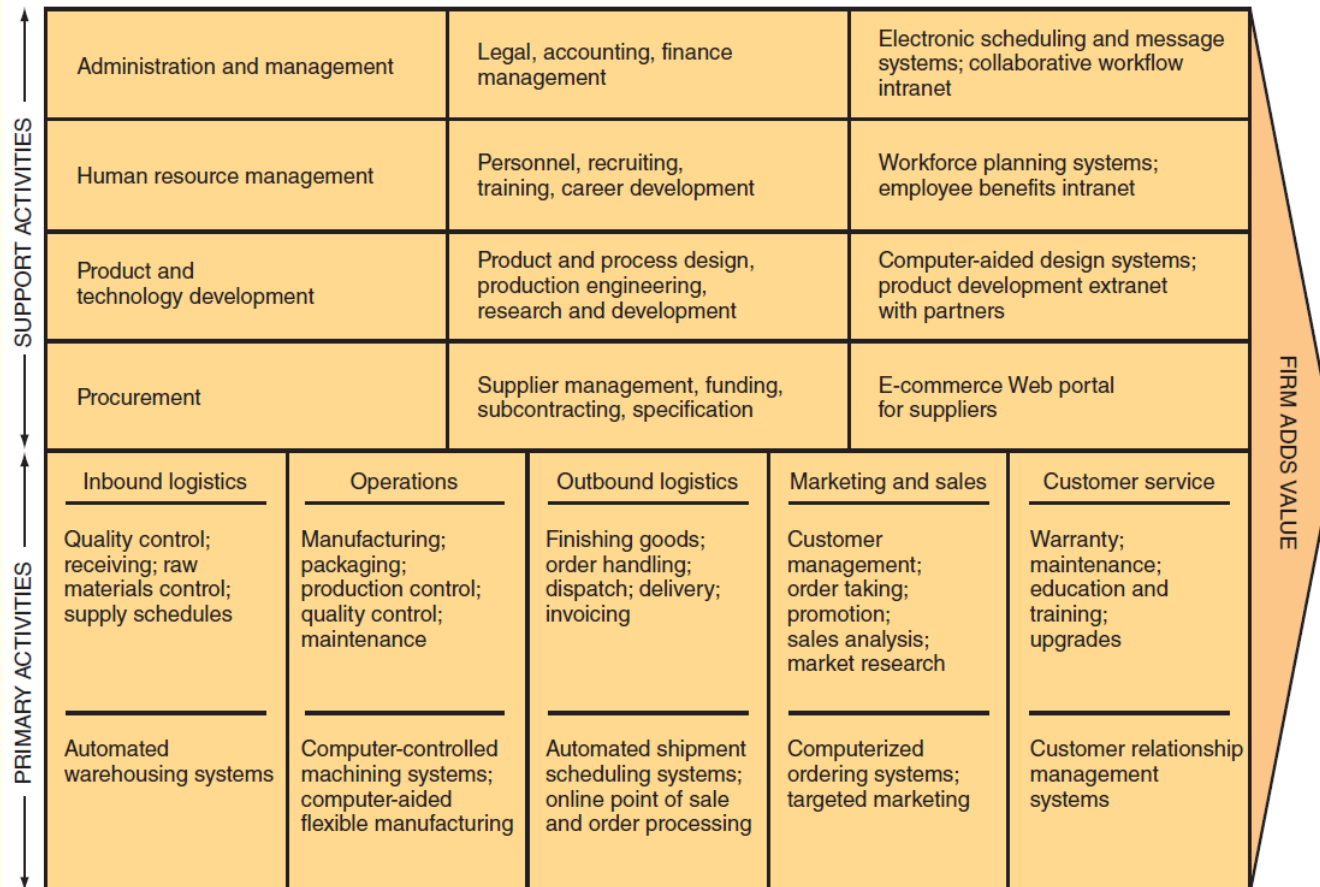 SUPPORT ACTIVITIES
Administration and management
Legal, accounting, finance
management
Electronic scheduling and message
systems; collaborative workflow
intranet
Human resource management
Personnel, recruiting,
training, career development
Workforce planning systems;
employee benefits intranet
Product and
technology development
Product and process design,
production engineering,
research and development
Computer-aided design systems;
product development extranet
with partners
Procurement
Supplier management, funding,
subcontracting, specification
E-commerce Web portal
for suppliers
PRIMARY ACTIVITIES
Inbound logistics
Quality control;
receiving; raw
materials control;
supply schedules
Automated
warehousing systems
Operations
Manufacturing;
packaging;
production control;
quality control;
maintenance
Computer-controlled
machining systems;
computer-aided
flexible manufacturing
Outbound logistics
Finishing goods;
order handling;
dispatch; delivery;
invoicing
Automated shipment
scheduling systems;
online point of sale
and order processing
Marketing and sales
Customer
management;
order taking;
promotion;
sales analysis;
market research
Computerized
ordering systems;
targeted marketing
Customer service
Warranty;
maintenance;
education and
training;
upgrades
Customer relationship
management
systems
FIRM ADDS VALUE